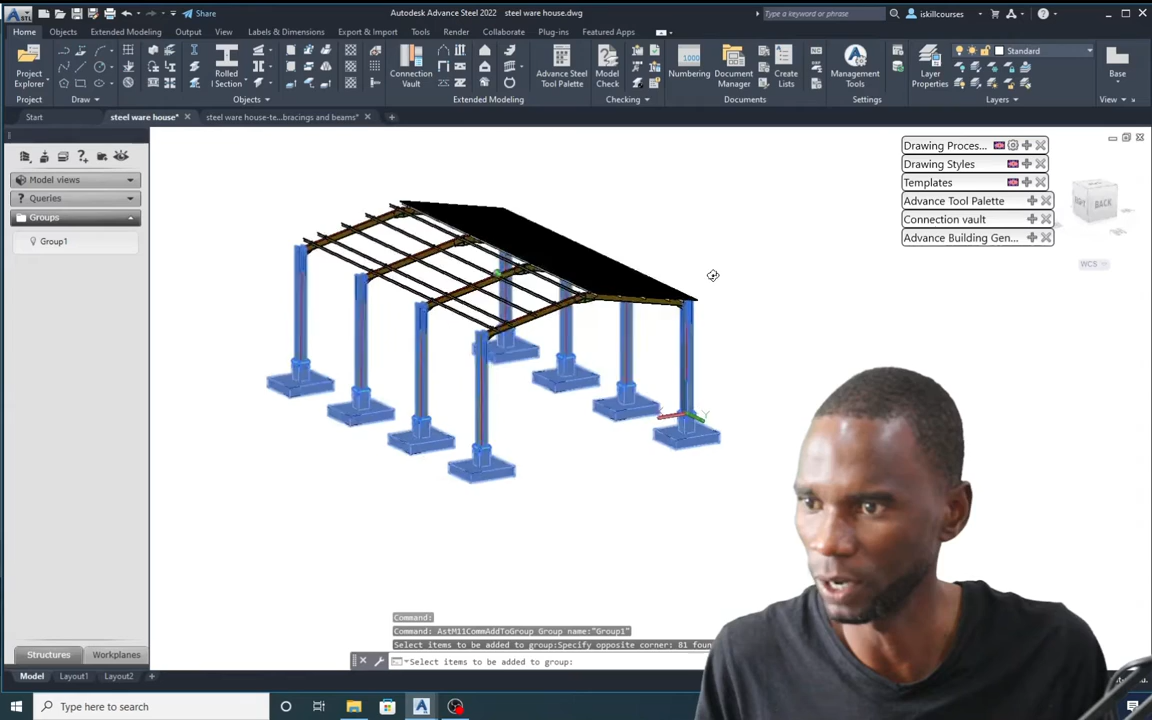 Share
Autodesk Advance Steel 2022 steel ware house.dwg
Type a keyword or phrase
iskillcourses
STL
Home Objects Extended Modeling Output View Labels & Dimensions Export & Import Tools Render Collaborate Plug-ins Featured Apps
Project Explorer
Rolled I Section
Connection Vault
Advance Steel Tool Palette
Model Check
Numbering
Document Manager
Create Lists
Management Tools
Layer Properties
Standard
Base
Project Draw Objects Extended Modeling Checking Documents Settings Layers View
Start steel ware house* steel ware house-te...bracings and beams*
Model views
Queries
Groups
Group1
Drawing Proces...
Drawing Styles
Templates
Advance Tool Palette
Connection vault
Advance Building Gen...
BACK
WCS
Y
Command:
Command: AstM11CommAddToGroup Group name:"Group1"
Select items to be added to group:Specify opposite corner: 81 foun
Select items to be added to group:
Structures Workplanes
Model Layout1 Layout2
Type here to search